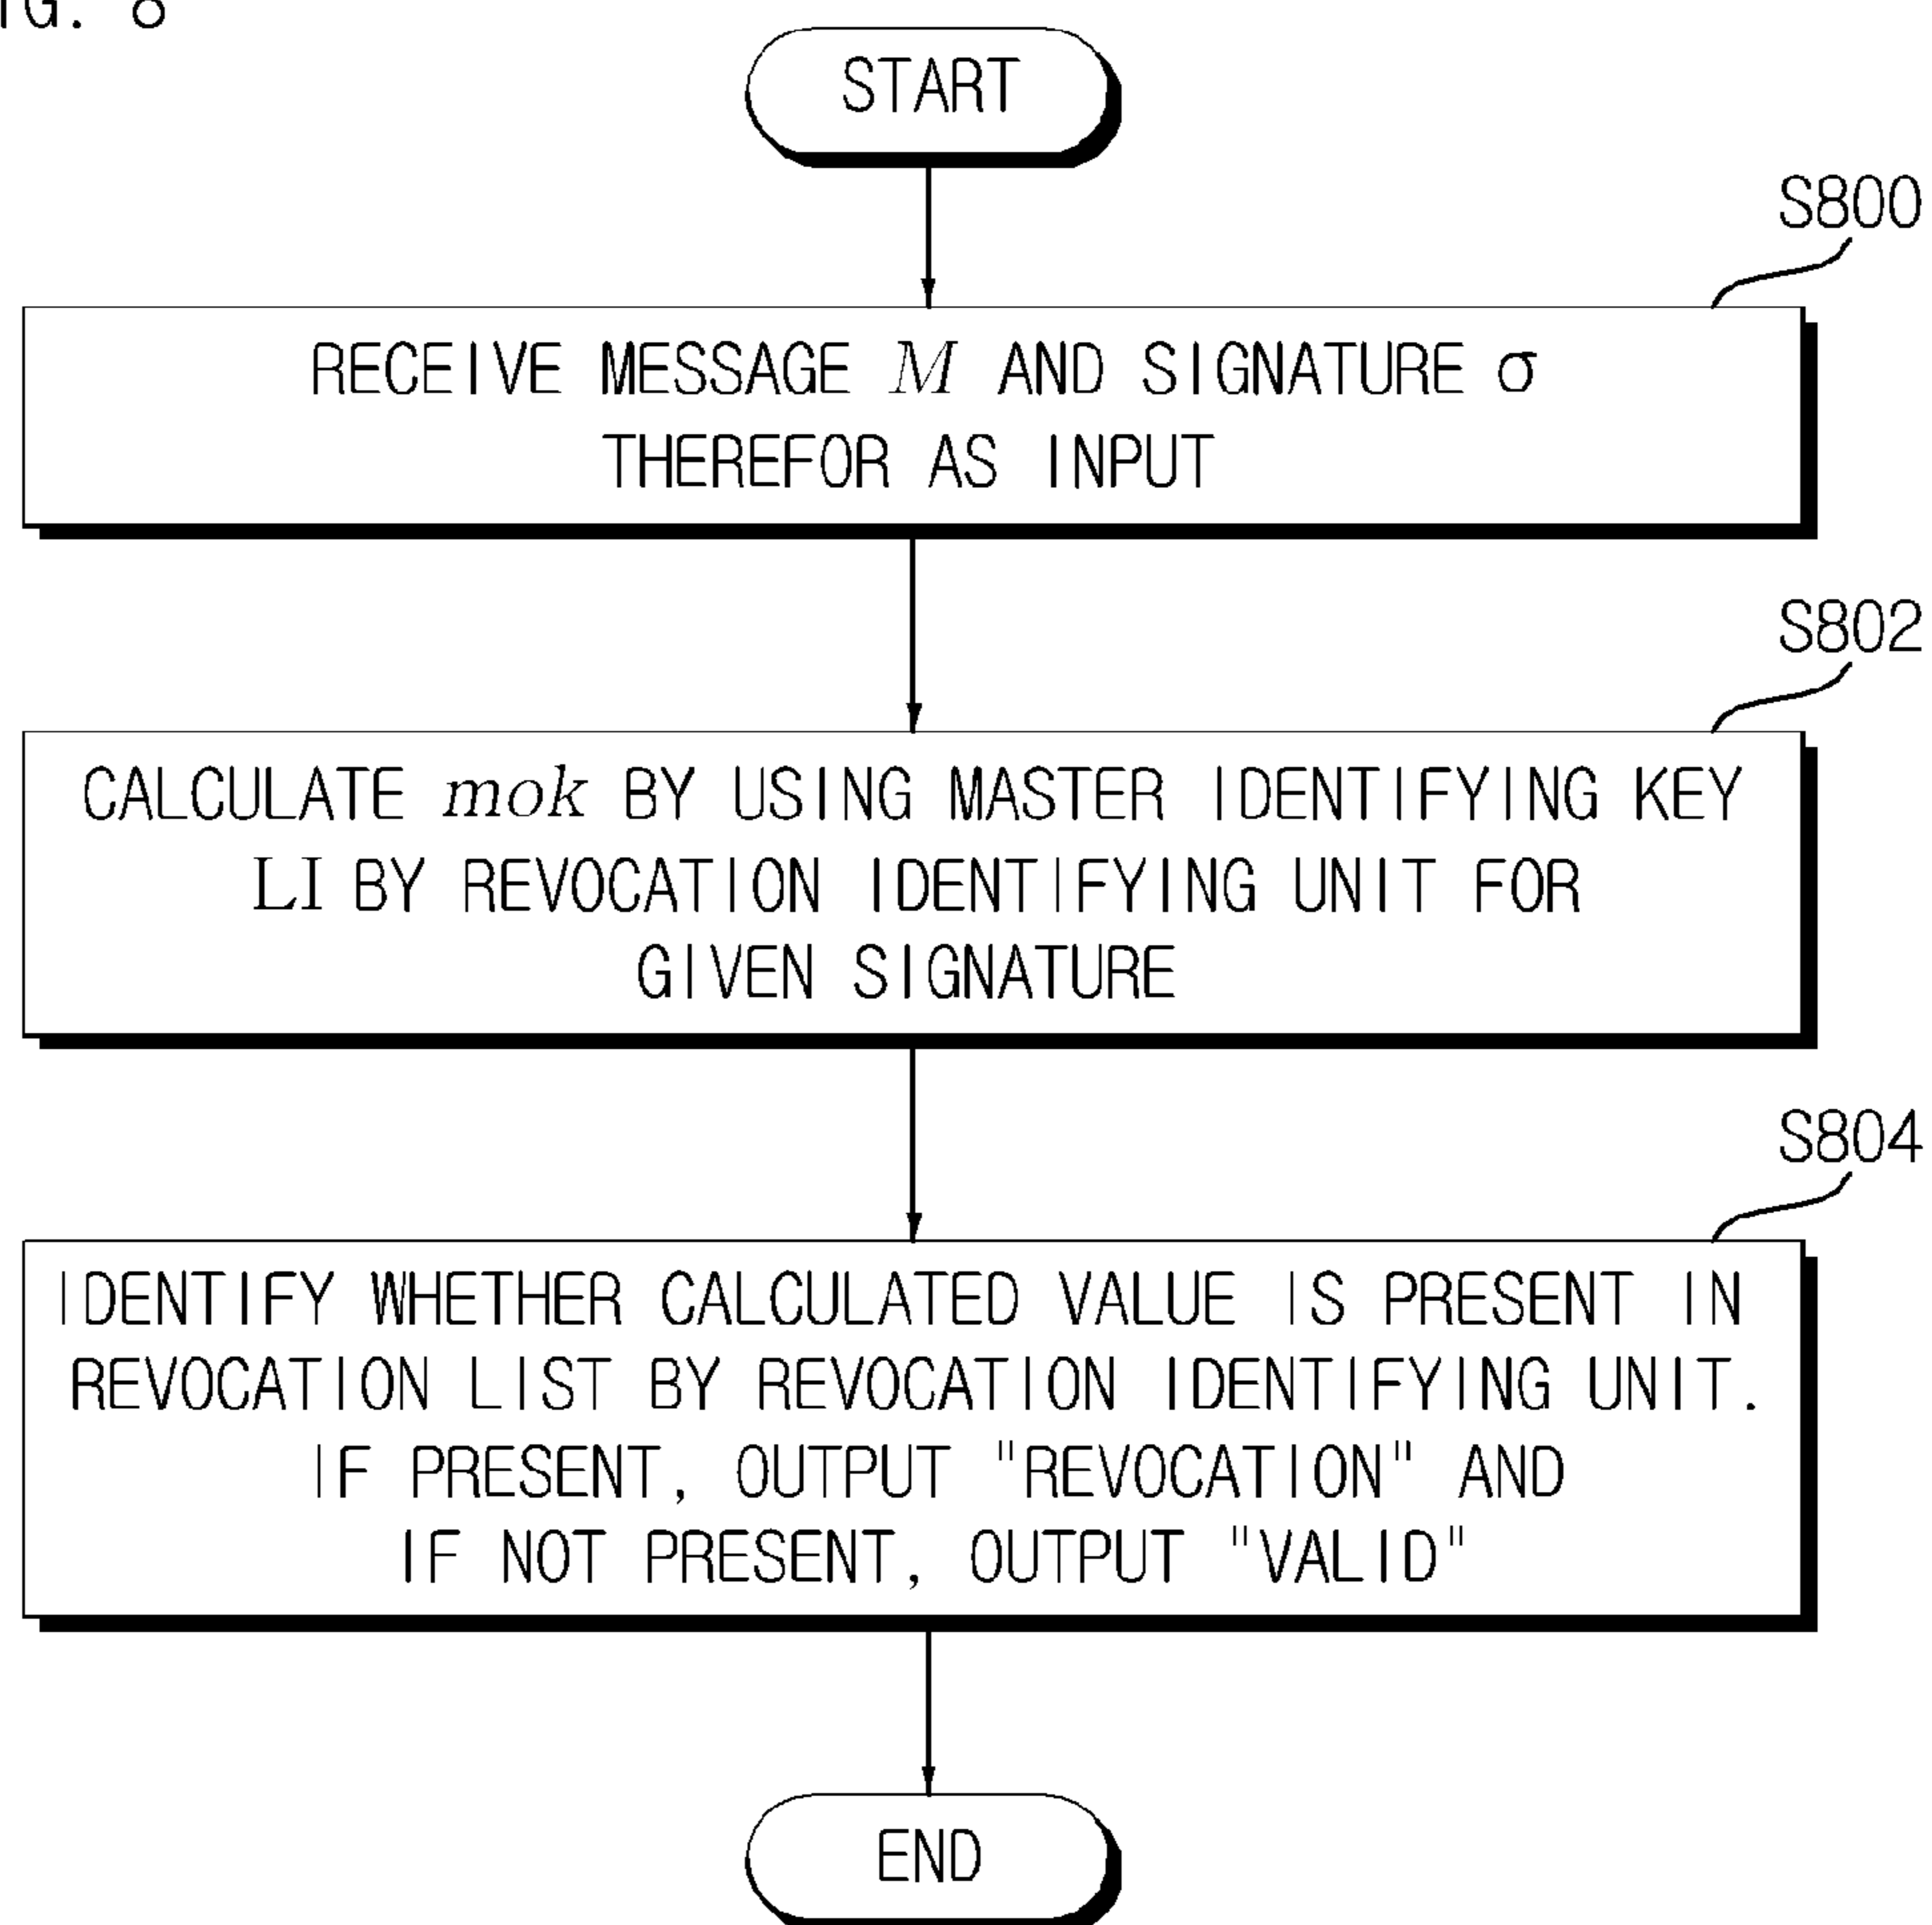 IG. 8
START
S800
RECEIVE MESSAGE M AND SIGNATURE σ
THEREFOR AS INPUT
S802
CALCULATE mok BY USING MASTER IDENTIFYING KEY
LI BY REVOCATION IDENTIFYING UNIT FOR
GIVEN SIGNATURE
S804
IDENTIFY WHETHER CALCULATED VALUE IS PRESENT IN
REVOCATION LIST BY REVOCATION IDENTIFYING UNIT.
IF PRESENT, OUTPUT "REVOCATION" AND
IF NOT PRESENT, OUTPUT "VALID"
END